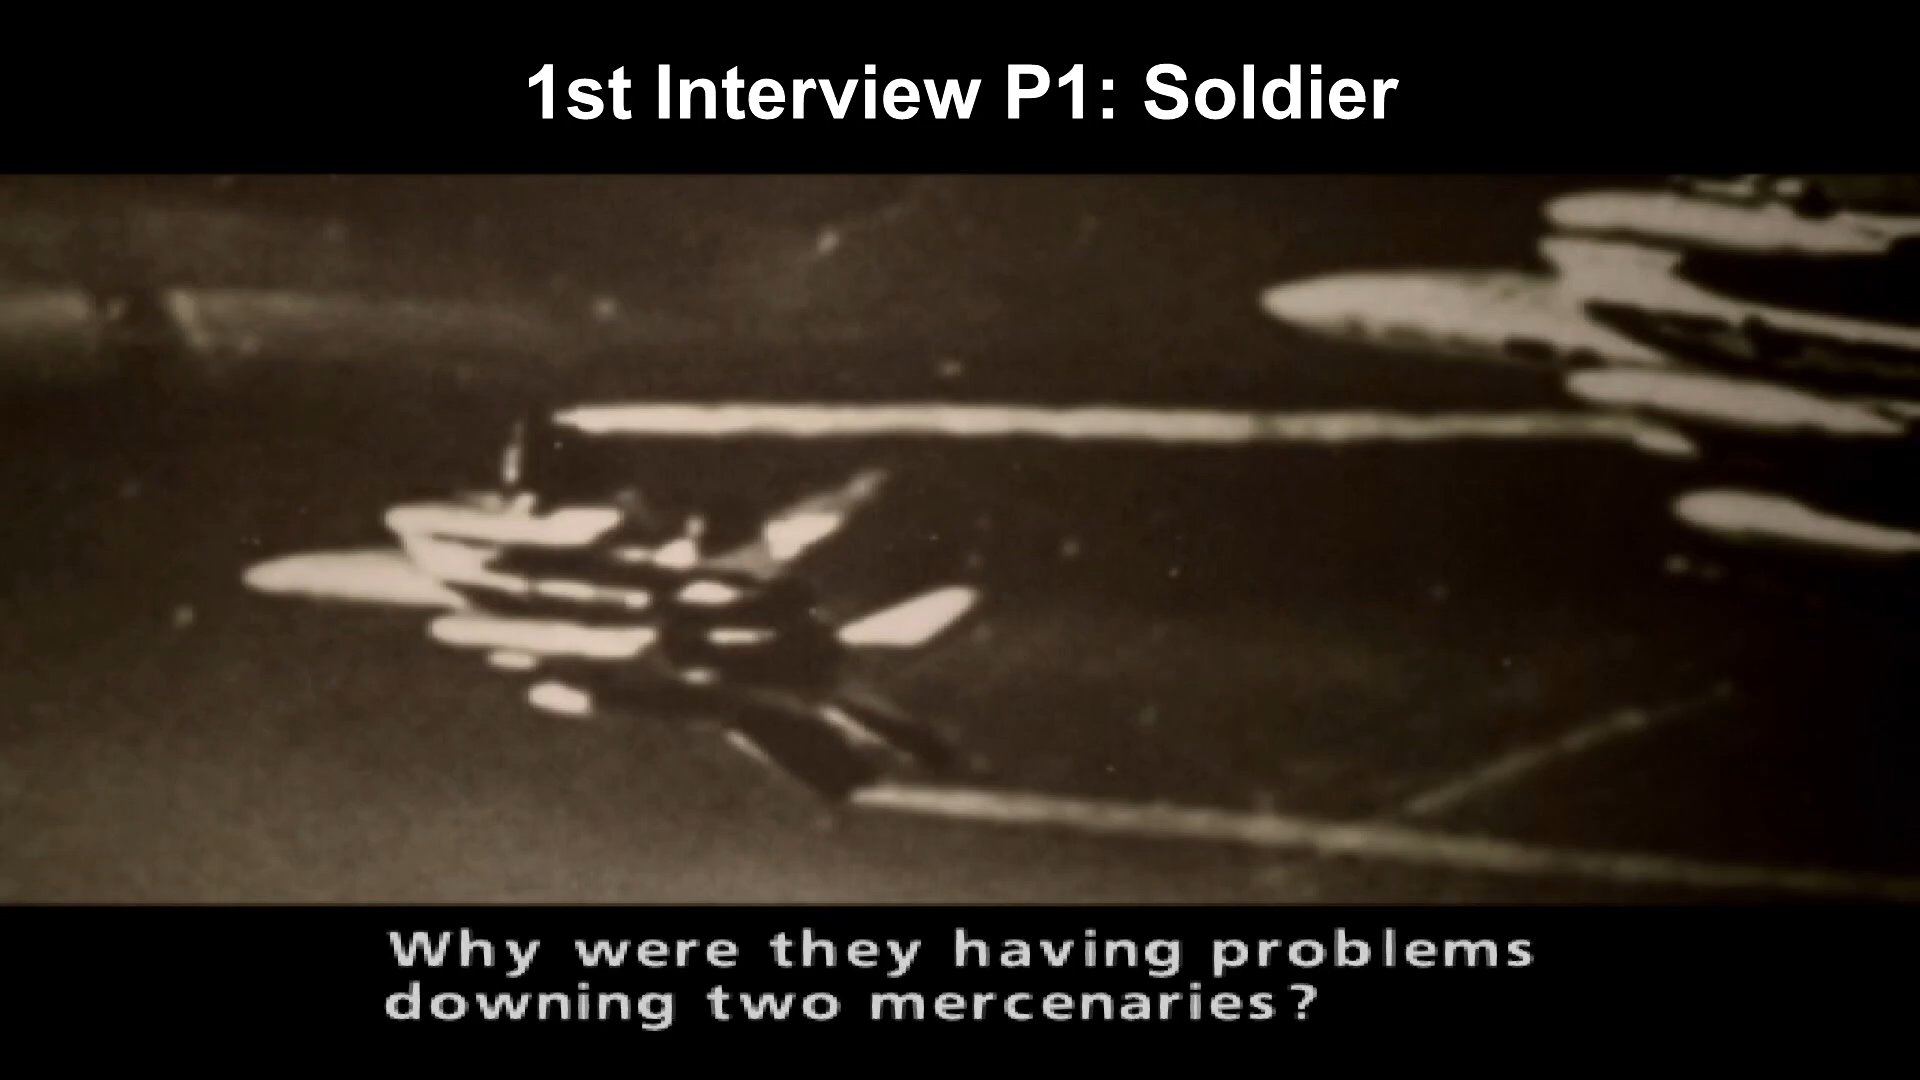 1st Interview P1: Soldier
Why were they having problems
downing two mercenaries?